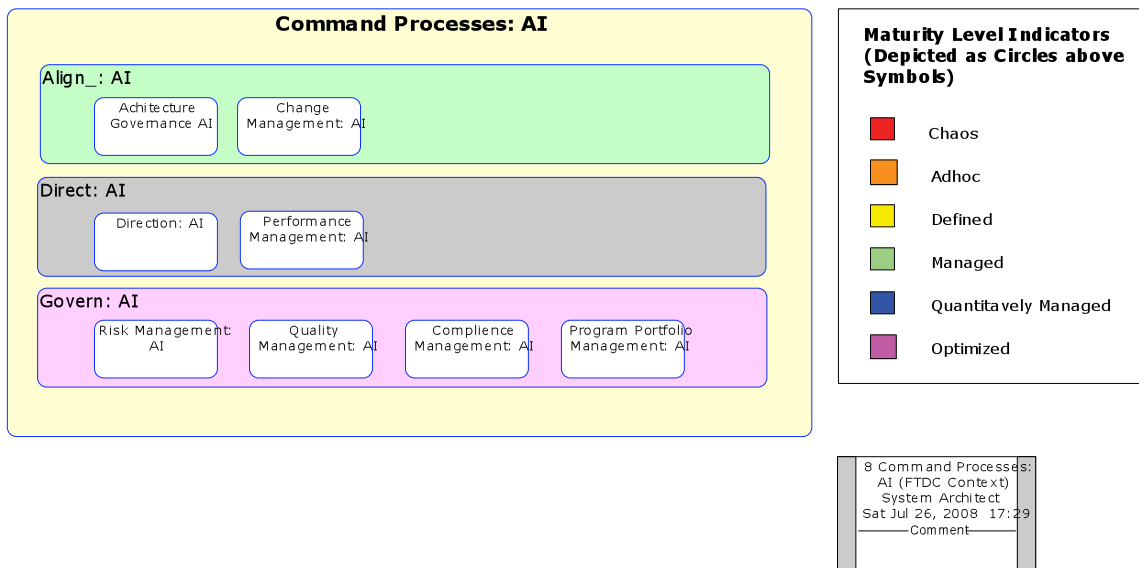 Command Processes: AI
Align_: AI
Achitecture
Governance AI
Change
Management: AI
Direct: AI
Direction: AI
Performance
Management: AI
Govern: AI
Risk Management:
AI
Quality
Management: AI
Complience
Management: AI
Program Portfolio
Management: AI
Maturity Level Indicators
(Depicted as Circles above
Symbols)
Chaos
Adhoc
Defined
Managed
Quantitavely Managed
Optimized
8 Command Processes:
AI (FTDC Context)
System Architect
Sat Jul 26, 2008 17:29
Comment